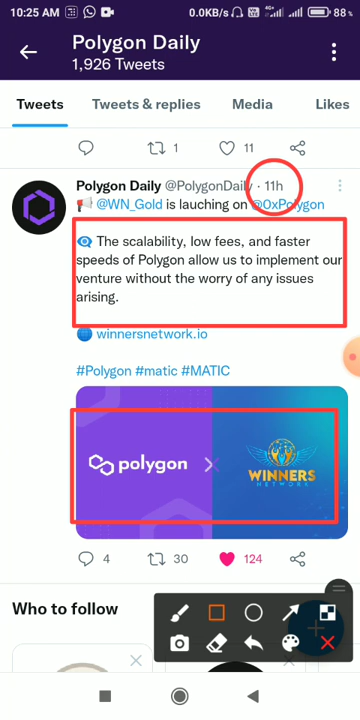 10:25 AM 0.0KB/s 4G+ 88%
Polygon Daily
1,926 Tweets
Tweets Tweets & replies Media Likes
1 11
Polygon Daily @PolygonDaily · 11h
@WN_Gold is lauching on @0xPolygon
The scalability, low fees, and faster
speeds of Polygon allow us to implement our
venture without the worry of any issues
arising.
winnersnetwork.io
#Polygon #matic #MATIC
polygon X WINNERS
NETWORK
4 30 124
Who to follow